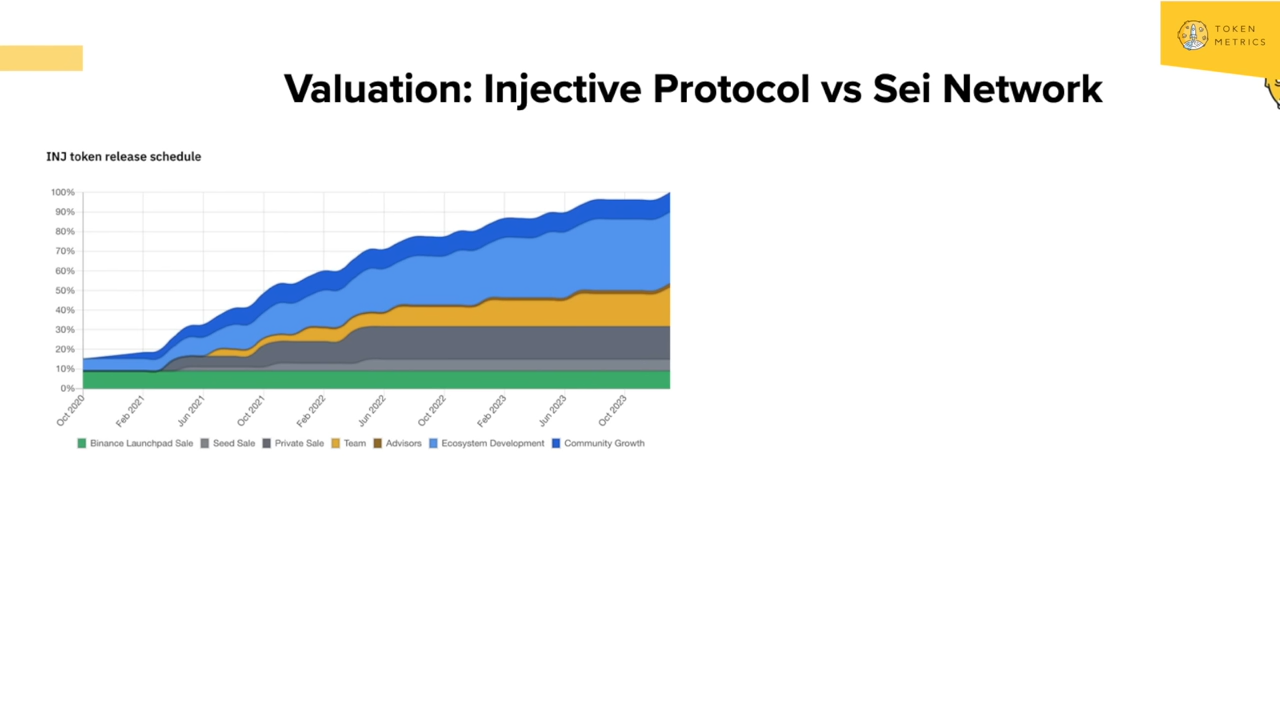 TOKEN
METRICS
Valuation: Injective Protocol vs Sei Network
INJ token release schedule
100%
90%
80%
70%
60%
50%
40%
30%
20%
10%
0%
Oct 2020
Feb 2021
Jun 2021
Oct 2021
Feb 2022
Jun 2022
Oct 2022
Feb 2023
Jun 2023
Oct 2023
Binance Launchpad Sale Seed Sale Private Sale Team Advisors Ecosystem Development Community Growth